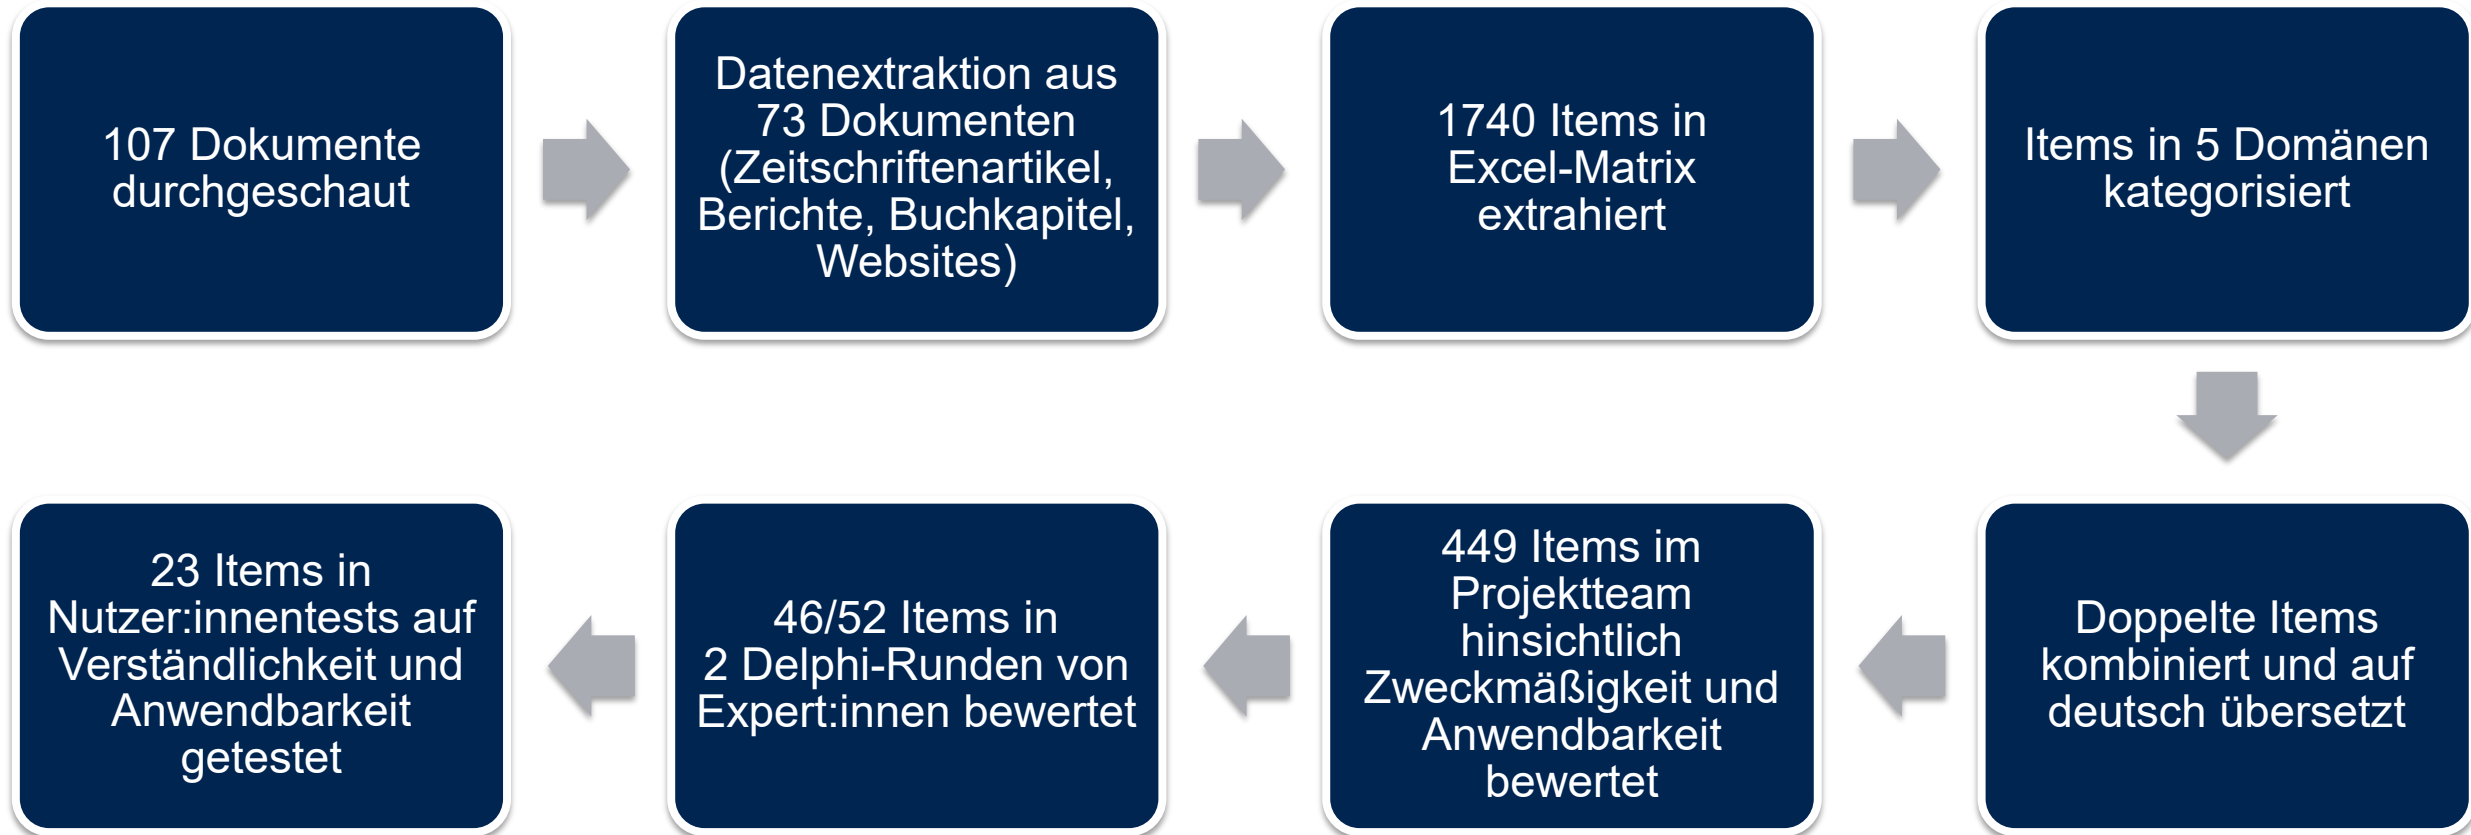 107 Dokumente
durchgeschaut
Datenextraktion aus
73 Dokumenten
(Zeitschriftenartikel,
Berichte, Buchkapitel,
Websites)
1740 Items in
Excel-Matrix
extrahiert
Items in 5 Domänen
kategorisiert
Doppelte Items
kombiniert und auf
deutsch übersetzt
449 Items im
Projektteam
hinsichtlich
Zweckmäßigkeit und
Anwendbarkeit
bewertet
46/52 Items in
2 Delphi-Runden von
Expert:innen bewertet
23 Items in
Nutzer:innentests auf
Verständlichkeit und
Anwendbarkeit
getestet